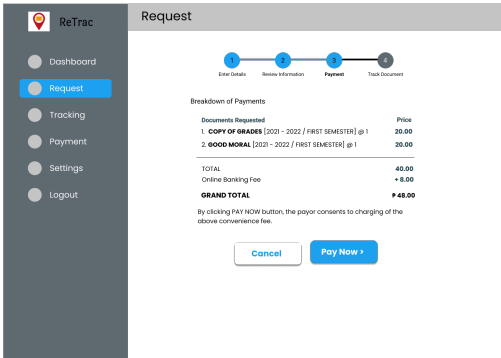 ReTrac
Request
Dashboard
Request
Tracking
Payment
Settings
Logout
1 2 3 4
Enter Details Review Information Payment Track Document
Breakdown of Payments
Documents Requested Price
1. COPY OF GRADES [2021 - 2022 / FIRST SEMESTER] @ 1 20.00
2. GOOD MORAL [2021 - 2022 / FIRST SEMESTER] @ 1 20.00
TOTAL 40.00
Online Banking Fee + 8.00
GRAND TOTAL ₱ 48.00
By clicking PAY NOW button, the payor consents to charging of the
above convenience fee.
Cancel Pay Now >